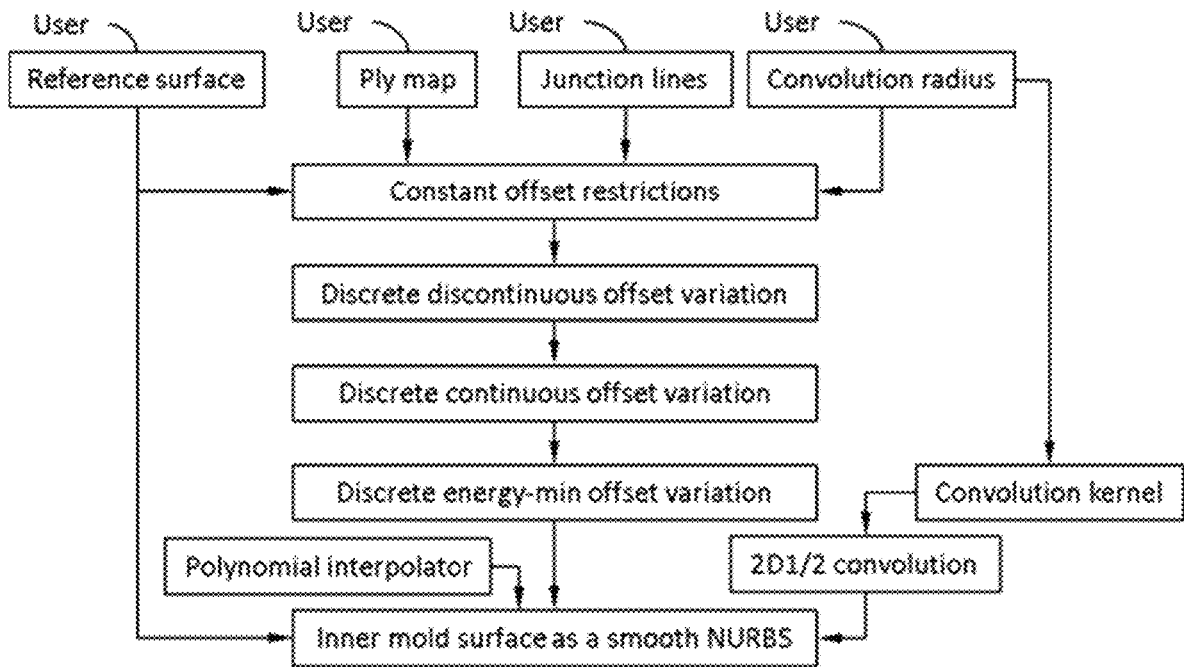 User User User User
Reference surface Ply map Junction lines Convolution radius
Constant offset restrictions
Discrete discontinuous offset variation
Discrete continuous offset variation
Discrete energy-min offset variation Convolution kernel
Polynomial interpolator 2D1/2 convolution
Inner mold surface as a smooth NURBS